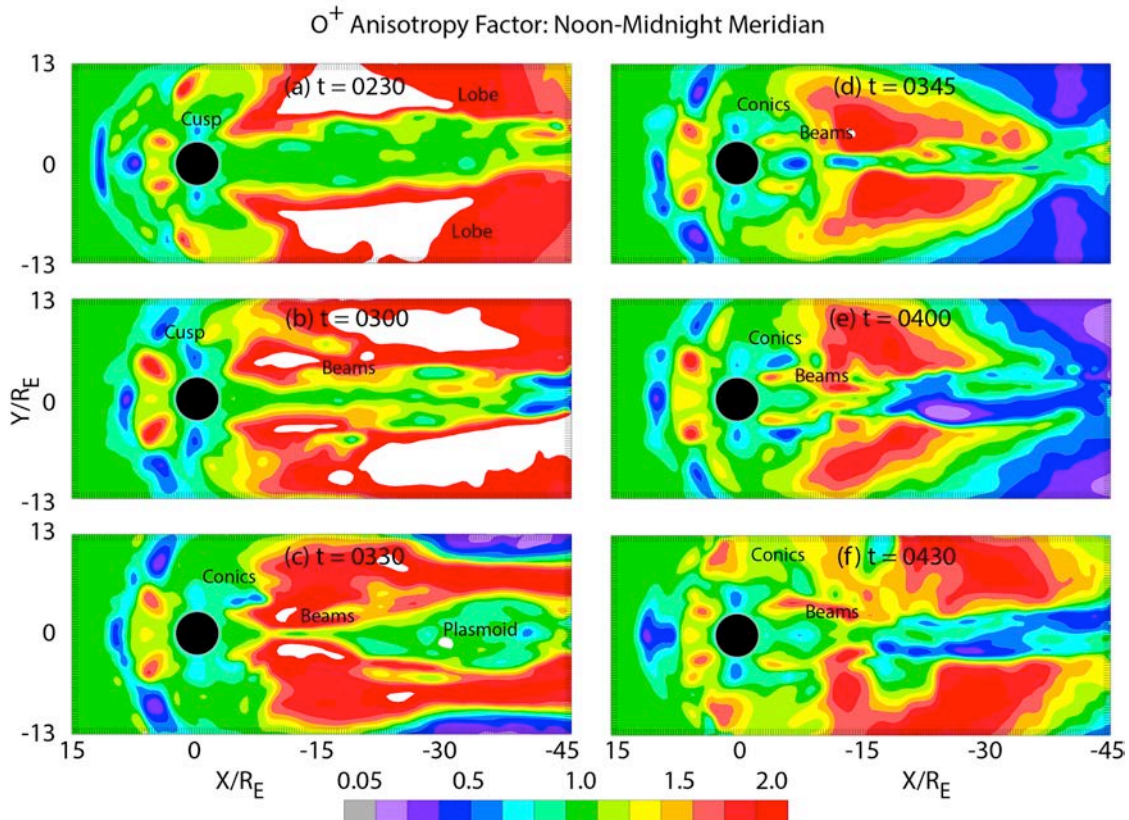 O+ Anisotropy Factor: Noon-Midnight Meridian
13
0
-13
(a) t = 0230
Cusp
Lobe
Lobe
(d) t = 0345
Conics
Beams
13
0
-13
Y/RE
(b) t = 0300
Cusp
Beams
(e) t = 0400
Conics
Beams
13
0
-13
(c) t = 0330
Conics
Beams
Plasmoid
(f) t = 0430
Conics
Beams
15 0 -15 -30 -45
15 0 -15 -30 -45
X/RE
X/RE
0.05 0.5 1.0 1.5 2.0